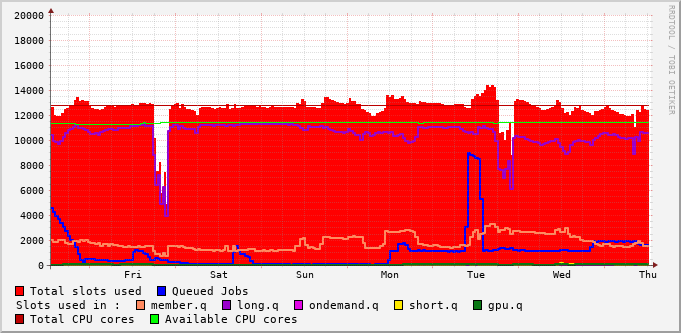 20000
18000
16000
14000
12000
10000
8000
6000
4000
2000
0
Fri Sat Sun Mon Tue Wed Thu
Total slots used Queued Jobs
Slots used in : member.q long.q ondemand.q short.q gpu.q
Total CPU cores Available CPU cores
RRDTOOL / TOBI OETIKER